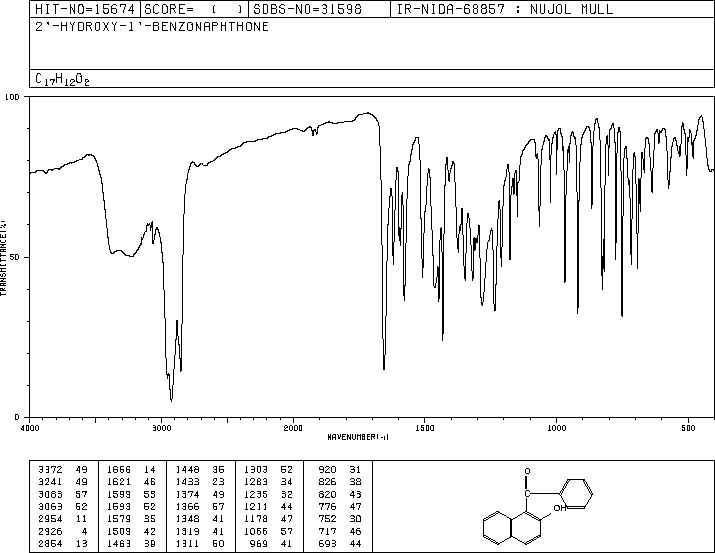 HIT-NO=15674 SCORE= ( ) SDBS-NO=31598 IR-NIDA-68857 : NUJOL MULL
2'-HYDROXY-1'-BENZONAPHTHONE
C17H12O2
100
50
0
TRANSMITTANCE(%)
4000 3000 2000 1500 1000 500
WAVENUMBER(-1)
3372 49 1656 14 1448 35 1303 52 920 31
3241 49 1621 46 1433 23 1283 34 826 38
3083 57 1599 53 1374 49 1235 32 820 43
3063 52 1593 52 1366 57 1211 44 776 47
2954 11 1579 35 1348 41 1178 47 752 30
2926 4 1509 42 1319 41 1066 57 717 46
2854 13 1463 39 1311 50 969 41 693 44
O
C
OH